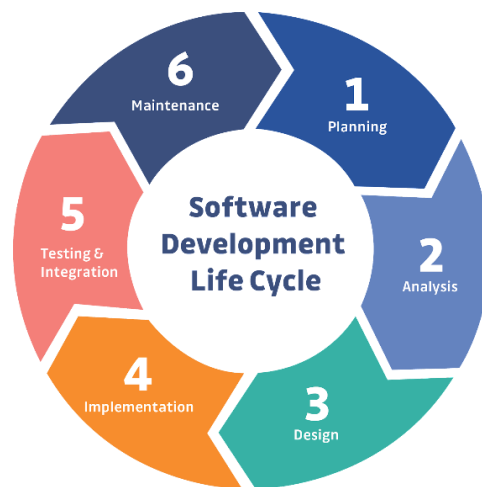 Software
Development
Life Cycle
1
Planning
2
Analysis
3
Design
4
Implementation
5
Testing &
Integration
6
Maintenance